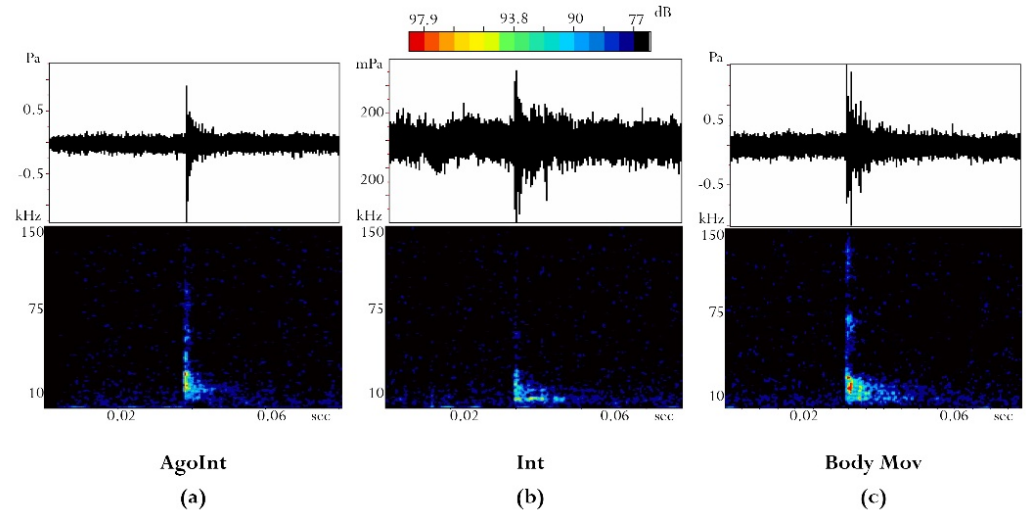 97.9 93.8 90 77 dB
Pa
0.5
-0.5
kHz
150
75
10
0.02 0.06 sec
mPa
200
200
kHz
150
75
10
0.02 0.06 sec
Pa
0.5
-0.5
kHz
150
75
10
0.02 0.06 sec
AgoInt Int Body Mov
(a) (b) (c)